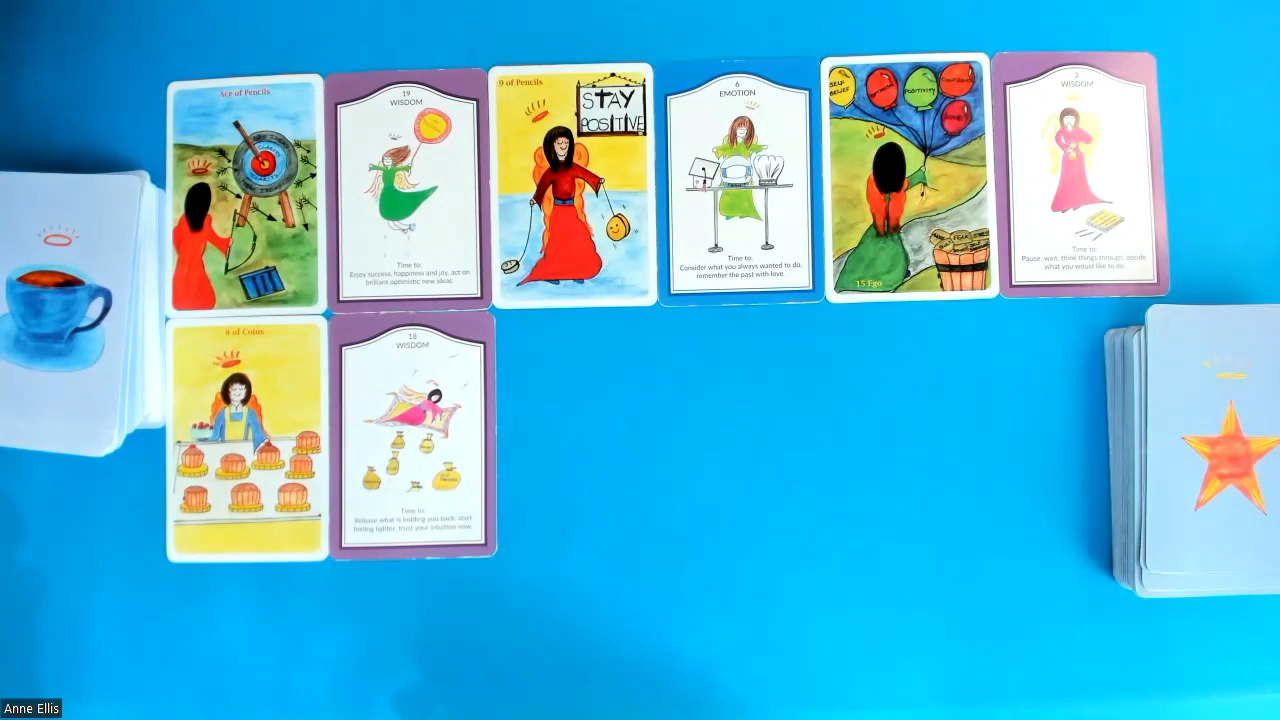 Ace of Pencils
19
WISDOM
Time to:
Enjoy success, happiness and joy, act on
brilliant optimistic new ideas.
9 of Pencils
STAY
POSITIVE
6
EMOTION
Time to:
Consider what you always wanted to do,
remember the past with love
SELF
BELIEF
OPTIMISM
POSITIVITY
CONFIDENCE
15 Ego
2
WISDOM
Time to:
Pause, wait, think things through, decide
what you would like to do.
8 of Coins
18
WISDOM
Time to:
Release what is holding you back, start
feeling lighter, trust your intuition now.
Anne Ellis